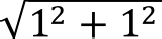 √(1² + 1²)